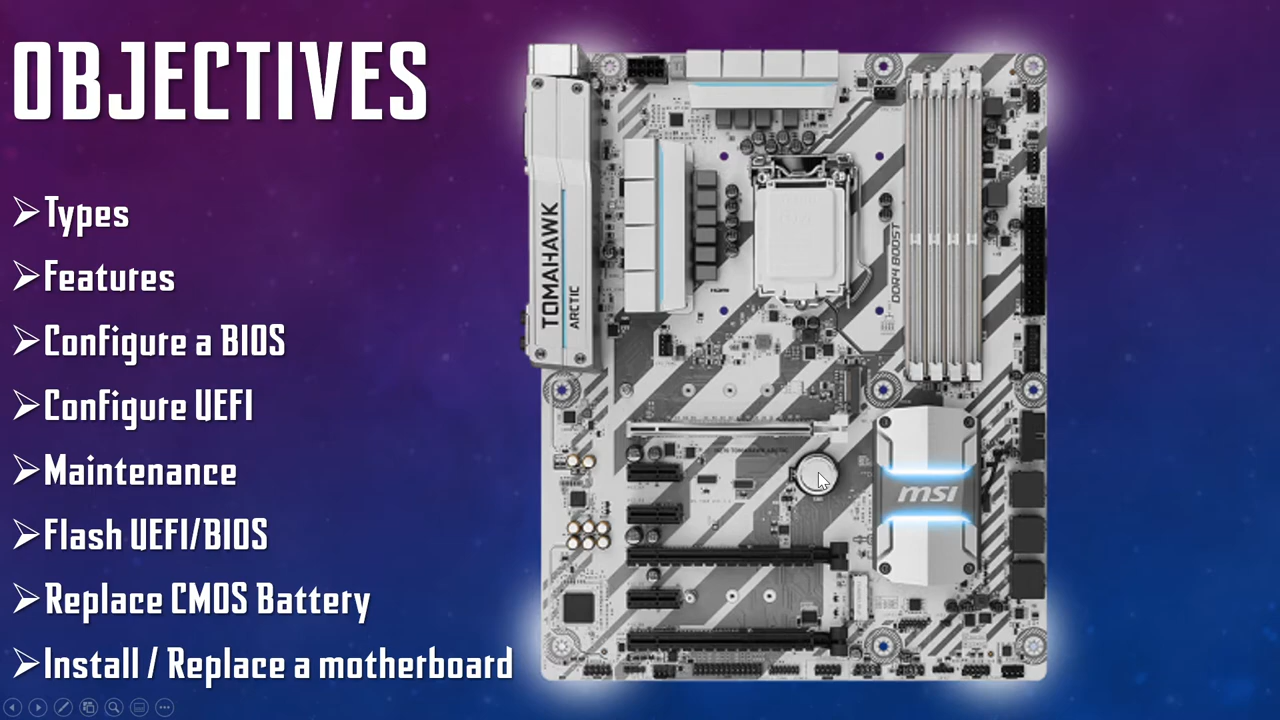 OBJECTIVES
Types
Features
Configure a BIOS
Configure UEFI
Maintenance
Flash UEFI/BIOS
Replace CMOS Battery
Install / Replace a motherboard
TOMAHAWK
ARCTIC
DDR4 BOOST
HDMI
msi